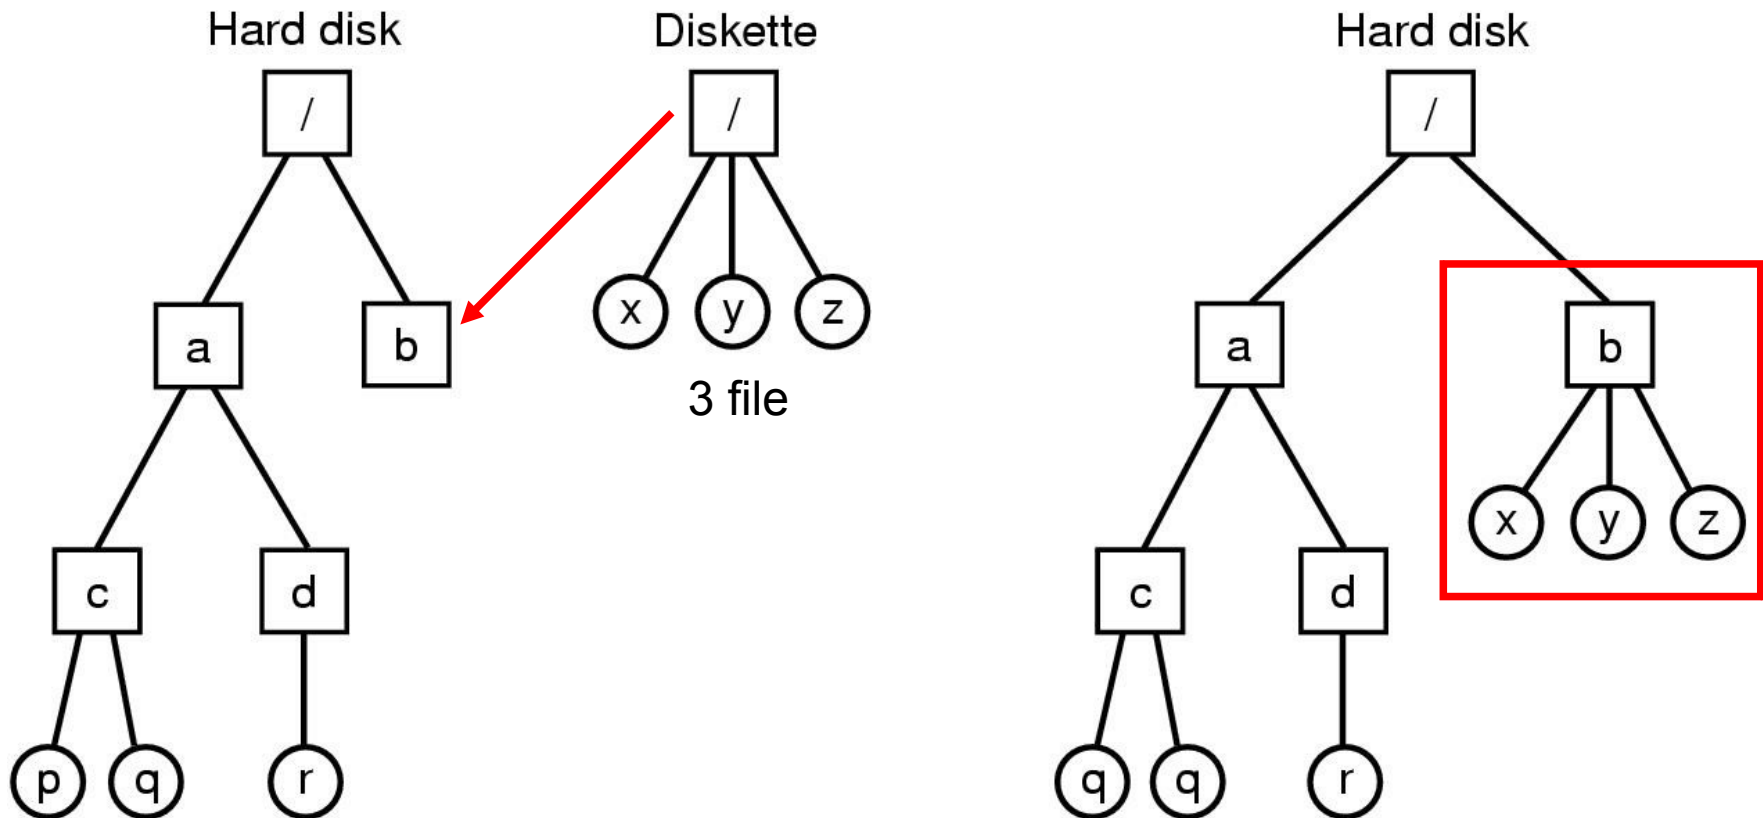 Hard disk Diskette Hard disk
/ / /
x y z
a b a b
3 file
x y z
c d c d
p q r q q r